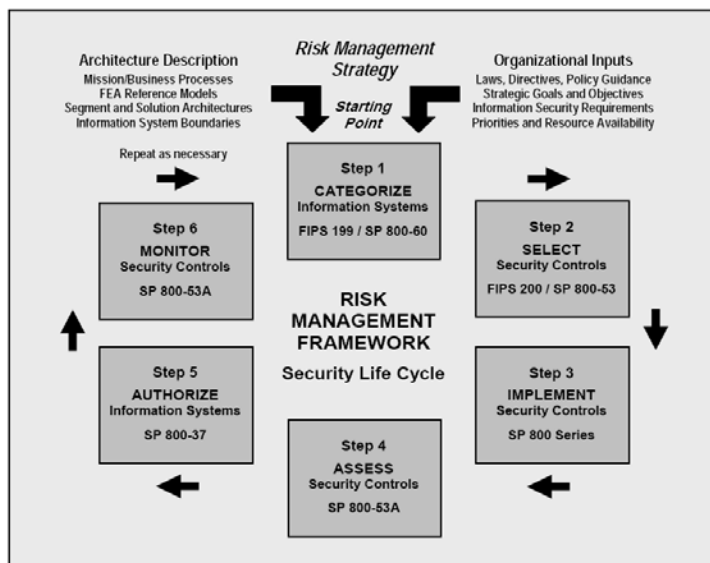 Architecture Description
Mission/Business Processes
FEA Reference Models
Segment and Solution Architectures
Information System Boundaries
Risk Management
Strategy
Starting
Point
Organizational Inputs
Laws, Directives, Policy Guidance
Strategic Goals and Objectives
Information Security Requirements
Priorities and Resource Availability
Repeat as necessary
Step 1
CATEGORIZE
Information Systems
FIPS 199 / SP 800-60
Step 2
SELECT
Security Controls
FIPS 200 / SP 800-53
Step 3
IMPLEMENT
Security Controls
SP 800 Series
Step 4
ASSESS
Security Controls
SP 800-53A
Step 5
AUTHORIZE
Information Systems
SP 800-37
Step 6
MONITOR
Security Controls
SP 800-53A
RISK
MANAGEMENT
FRAMEWORK
Security Life Cycle